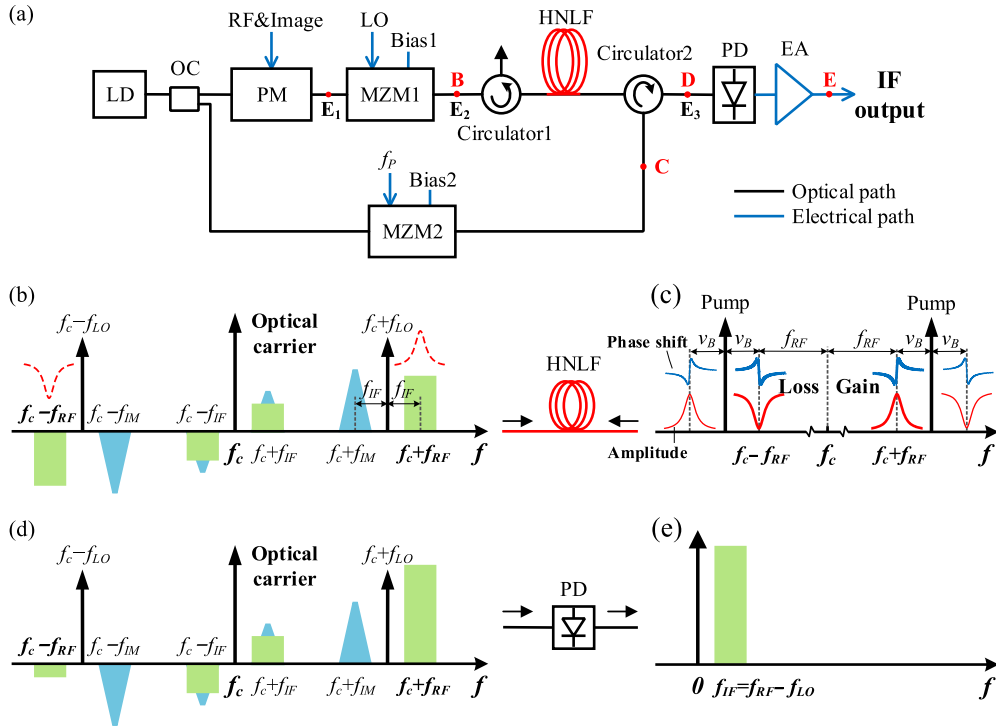 (a)
RF&Image
LO
Bias1
HNLF
Circulator2
PD
EA
LD
OC
PM
MZM1
B
D
E
IF
output
E1
E2
E3
Circulator1
C
fP
Bias2
MZM2
Optical path
Electrical path
(b)
fc−fLO
Optical
carrier
fc+fLO
fIF
fIF
fc−fRF
fc−fIM
fc−fIF
fc
fc+fIF
fc+fIM
fc+fRF
f
HNLF
(c)
Pump
Pump
vB
vB
fRF
fRF
vB
vB
Phase shift
Loss
Gain
Amplitude
fc−fRF
fc
fc+fRF
f
(d)
fc−fLO
Optical
carrier
fc+fLO
fc−fRF
fc−fIM
fc−fIF
fc
fc+fIF
fc+fIM
fc+fRF
f
PD
(e)
0
fIF=fRF−fLO
f